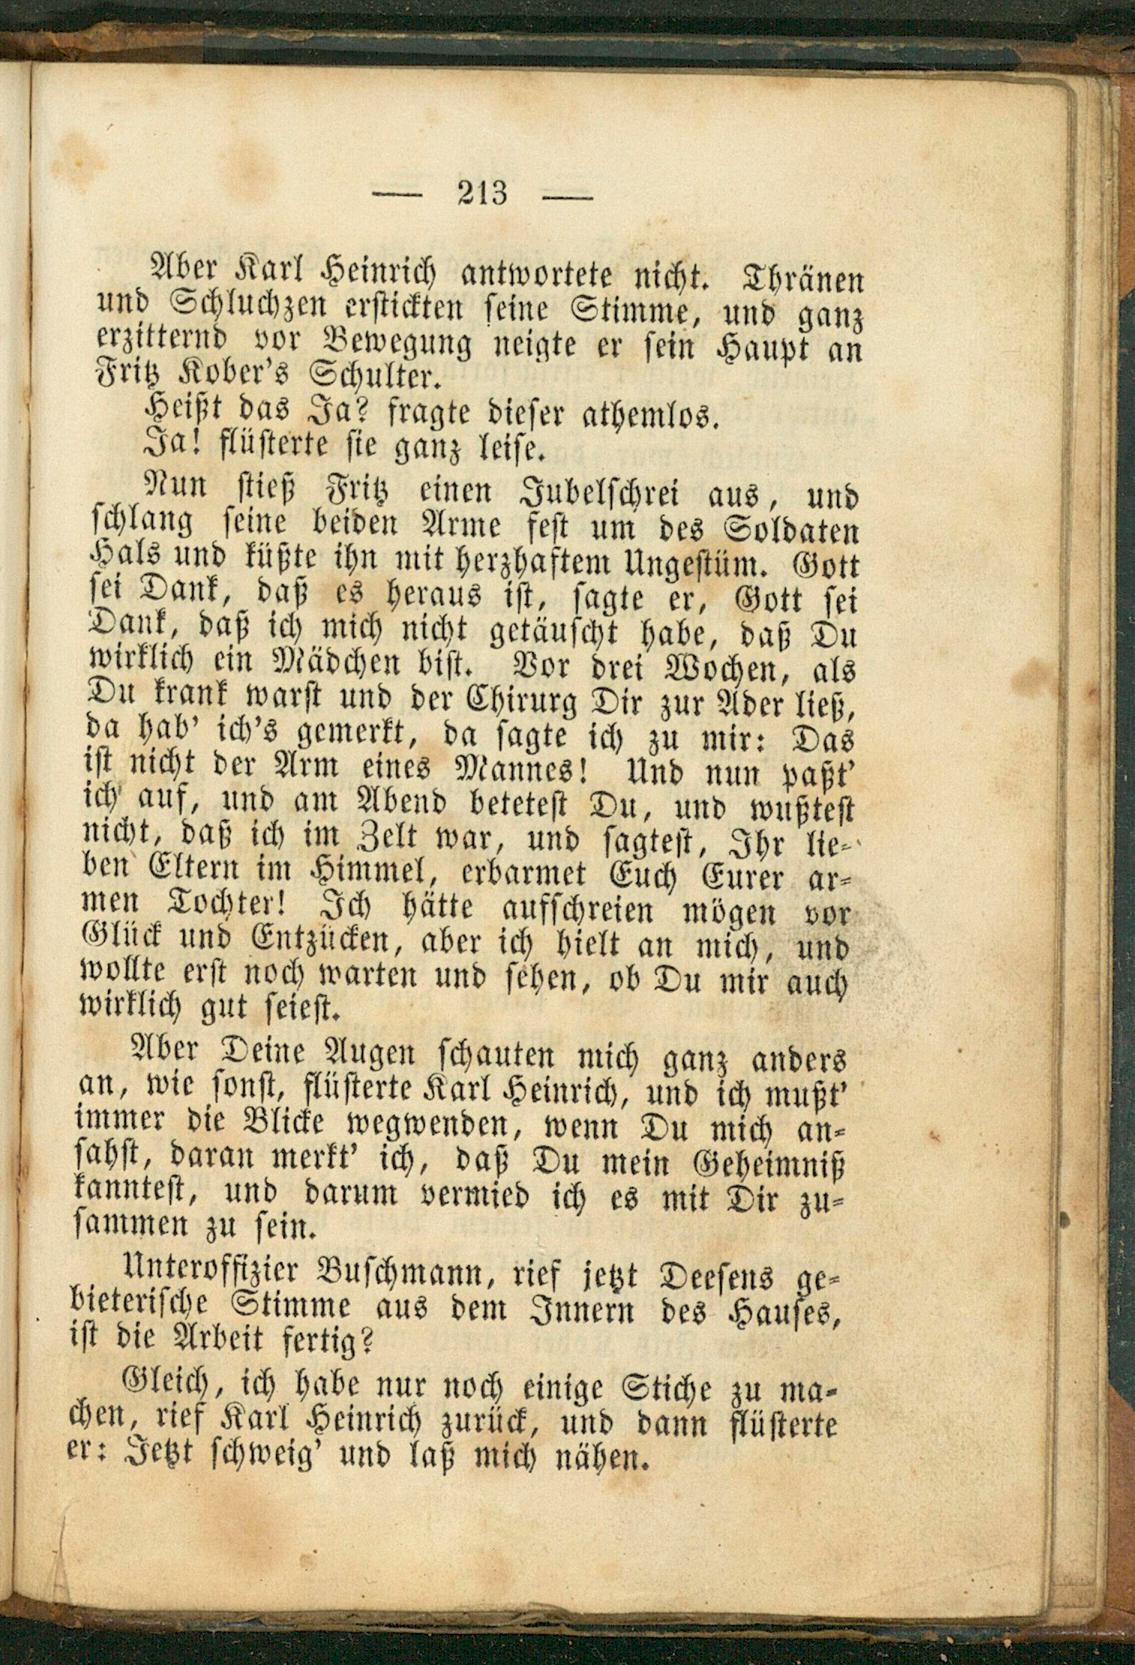 — 213 —
Aber Karl Heinrich antwortete nicht. Thränen
und Schluchzen erstickten seine Stimme, und ganz
erzitternd vor Bewegung neigte er sein Haupt an
Fritz Kober's Schulter.
Heißt das Ja? fragte dieser athemlos.
Ja! flüsterte sie ganz leise.
Nun stieß Fritz einen Jubelschrei aus, und
schlang seine beiden Arme fest um des Soldaten
Hals und küßte ihn mit herzhaftem Ungestüm. Gott
sei Dank, daß es heraus ist, sagte er, Gott sei
Dank, daß ich mich nicht getäuscht habe, daß Du
wirklich ein Mädchen bist. Vor drei Wochen, als
Du krank warst und der Chirurg Dir zur Ader ließ,
da hab' ich's gemerkt, da sagte ich zu mir: Das
ist nicht der Arm eines Mannes! Und nun paßt'
ich auf, und am Abend betetest Du, und wußtest
nicht, daß ich im Zelt war, und sagtest, Ihr lie-
ben Eltern im Himmel, erbarmet Euch Eurer ar-
men Tochter! Ich hätte aufschreien mögen vor
Glück und Entzücken, aber ich hielt an mich, und
wollte erst noch warten und sehen, ob Du mir auch
wirklich gut seiest.
Aber Deine Augen schauten mich ganz anders
an, wie sonst, flüsterte Karl Heinrich, und ich mußt'
immer die Blicke wegwenden, wenn Du mich an-
sahst, daran merkt' ich, daß Du mein Geheimniß
kanntest, und darum vermied ich es mit Dir zu-
sammen zu sein.
Unteroffizier Buschmann, rief jetzt Deesens ge-
bieterische Stimme aus dem Innern des Hauses,
ist die Arbeit fertig?
Gleich, ich habe nur noch einige Stiche zu ma-
chen, rief Karl Heinrich zurück, und dann flüsterte
er: Jetzt schweig' und laß mich nähen.